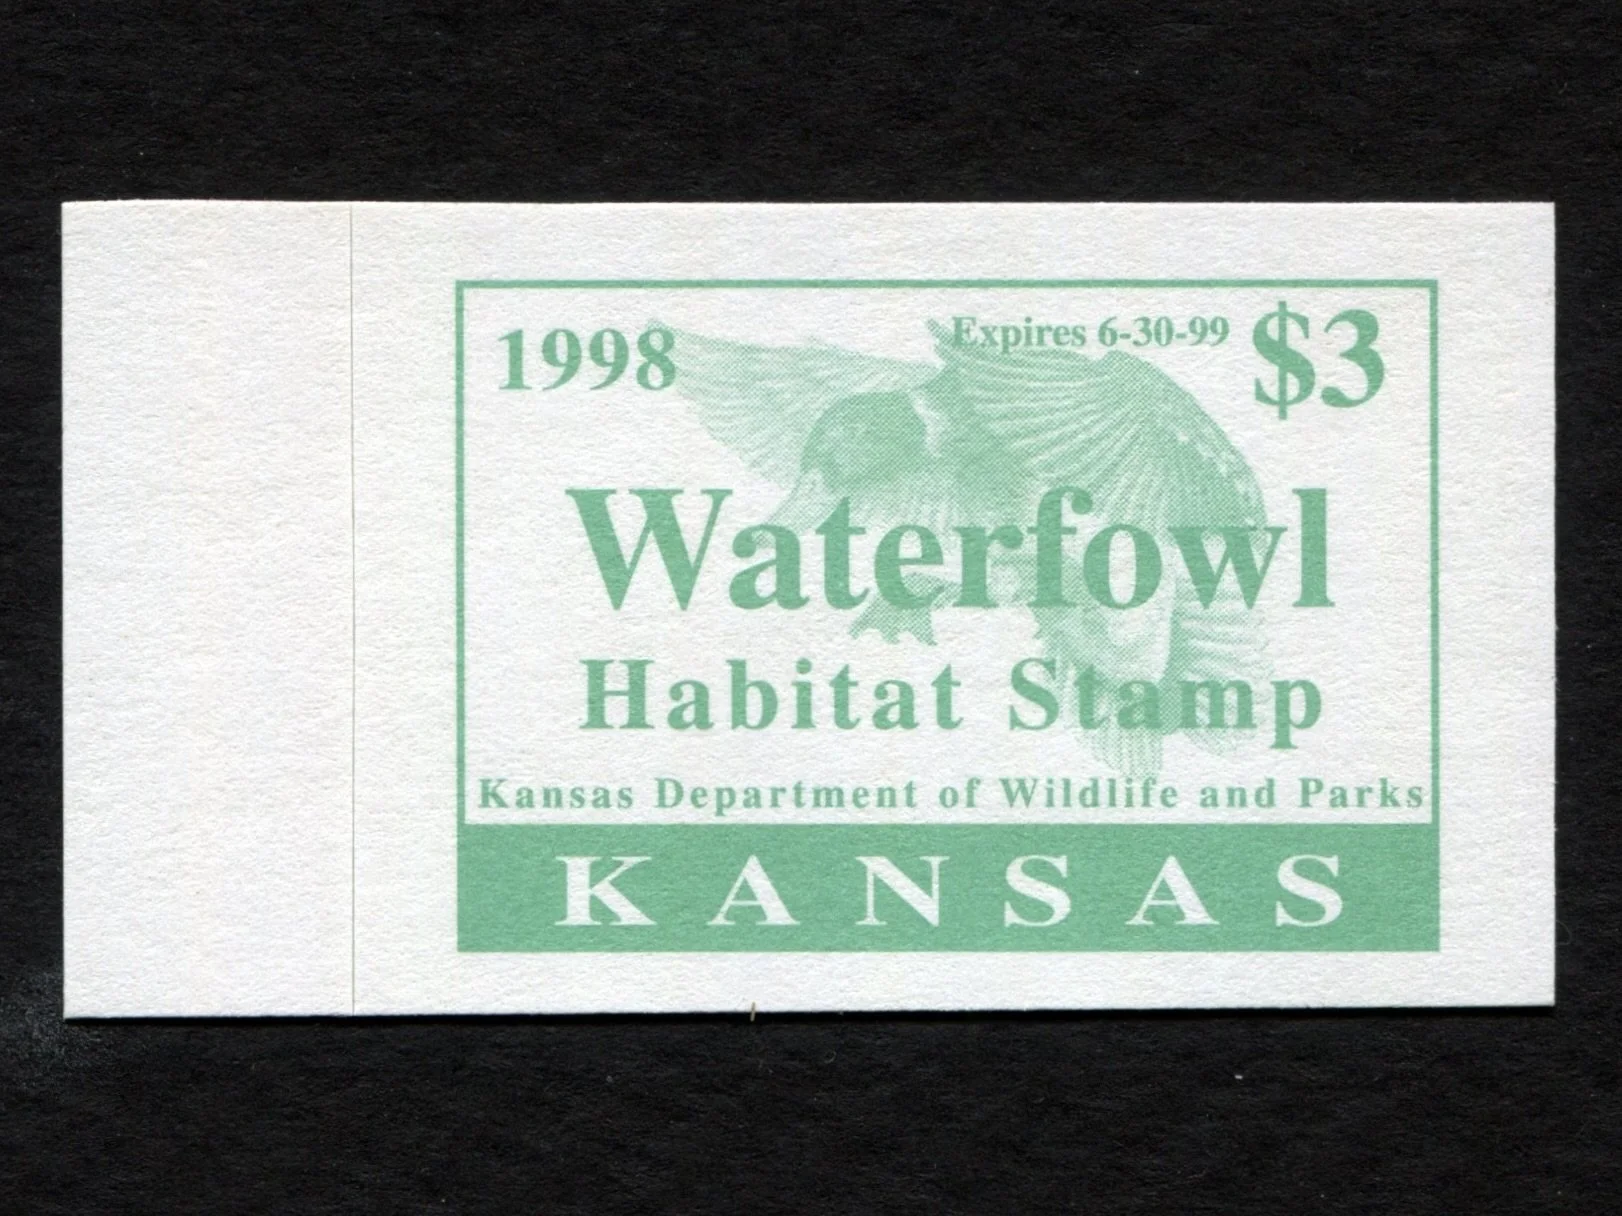 1998
Expires 6-30-99
$3
Waterfowl
Habitat Stamp
Kansas Department of Wildlife and Parks
KANSAS